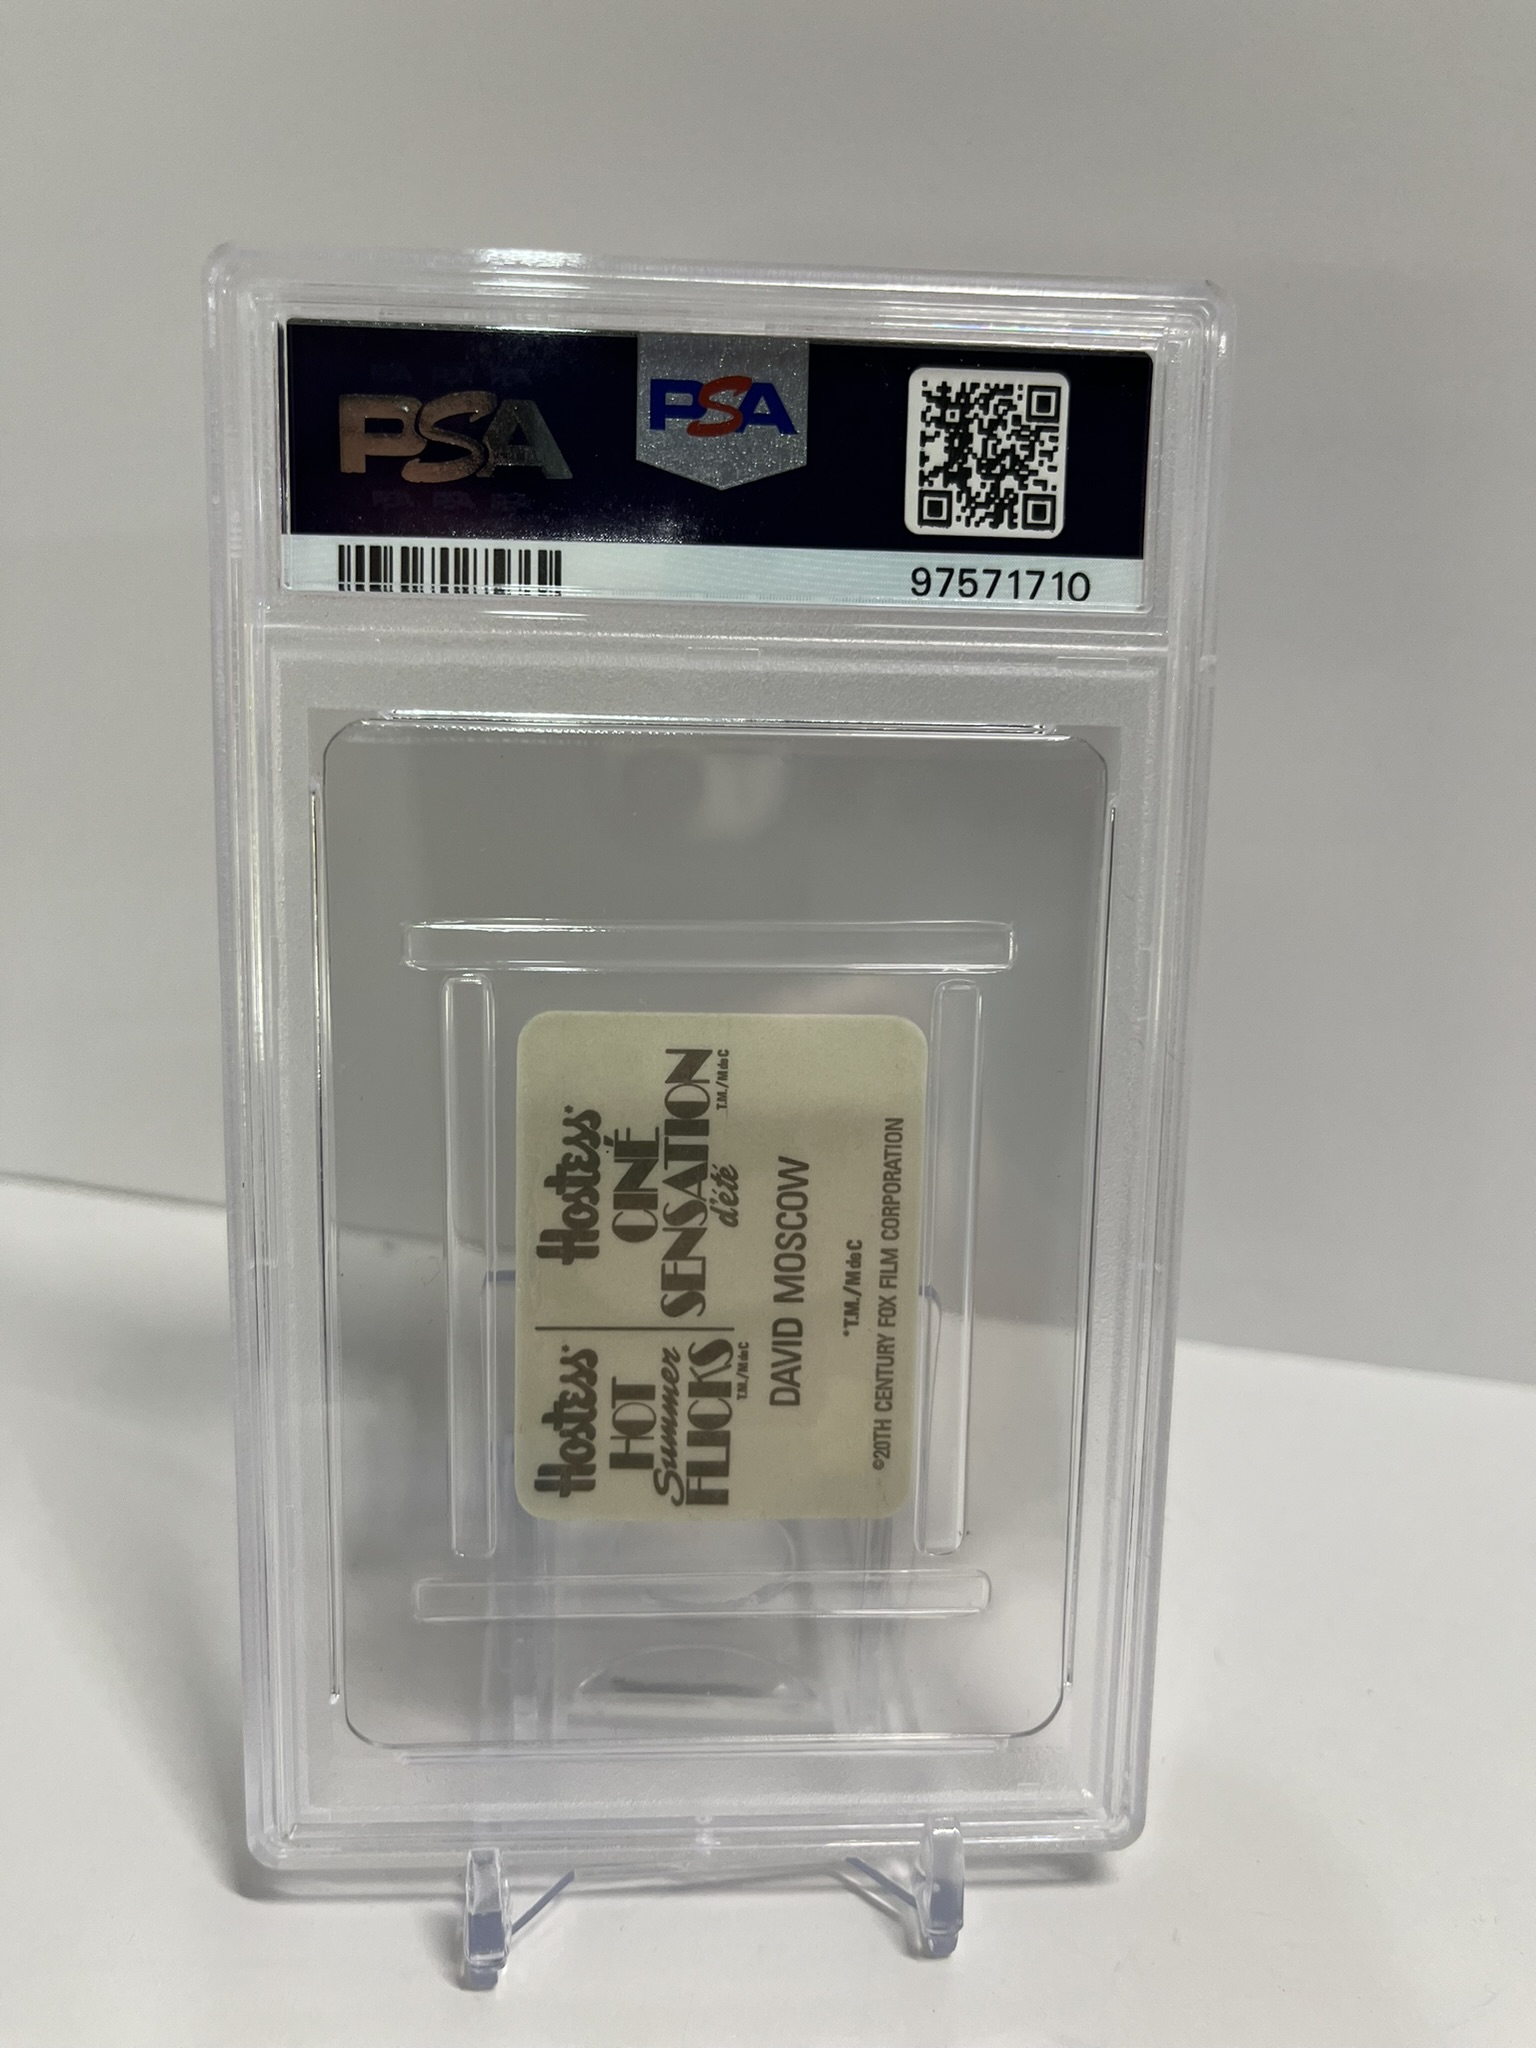 PSA
PSA
97571710
Hostess*
HOT
Summer
FLICKS
T.M./M de C
Hostess*
CINÉ
SENSATION
d'été
T.M./M de C
DAVID MOSCOW
*T.M./M de C
©20TH CENTURY FOX FILM CORPORATION